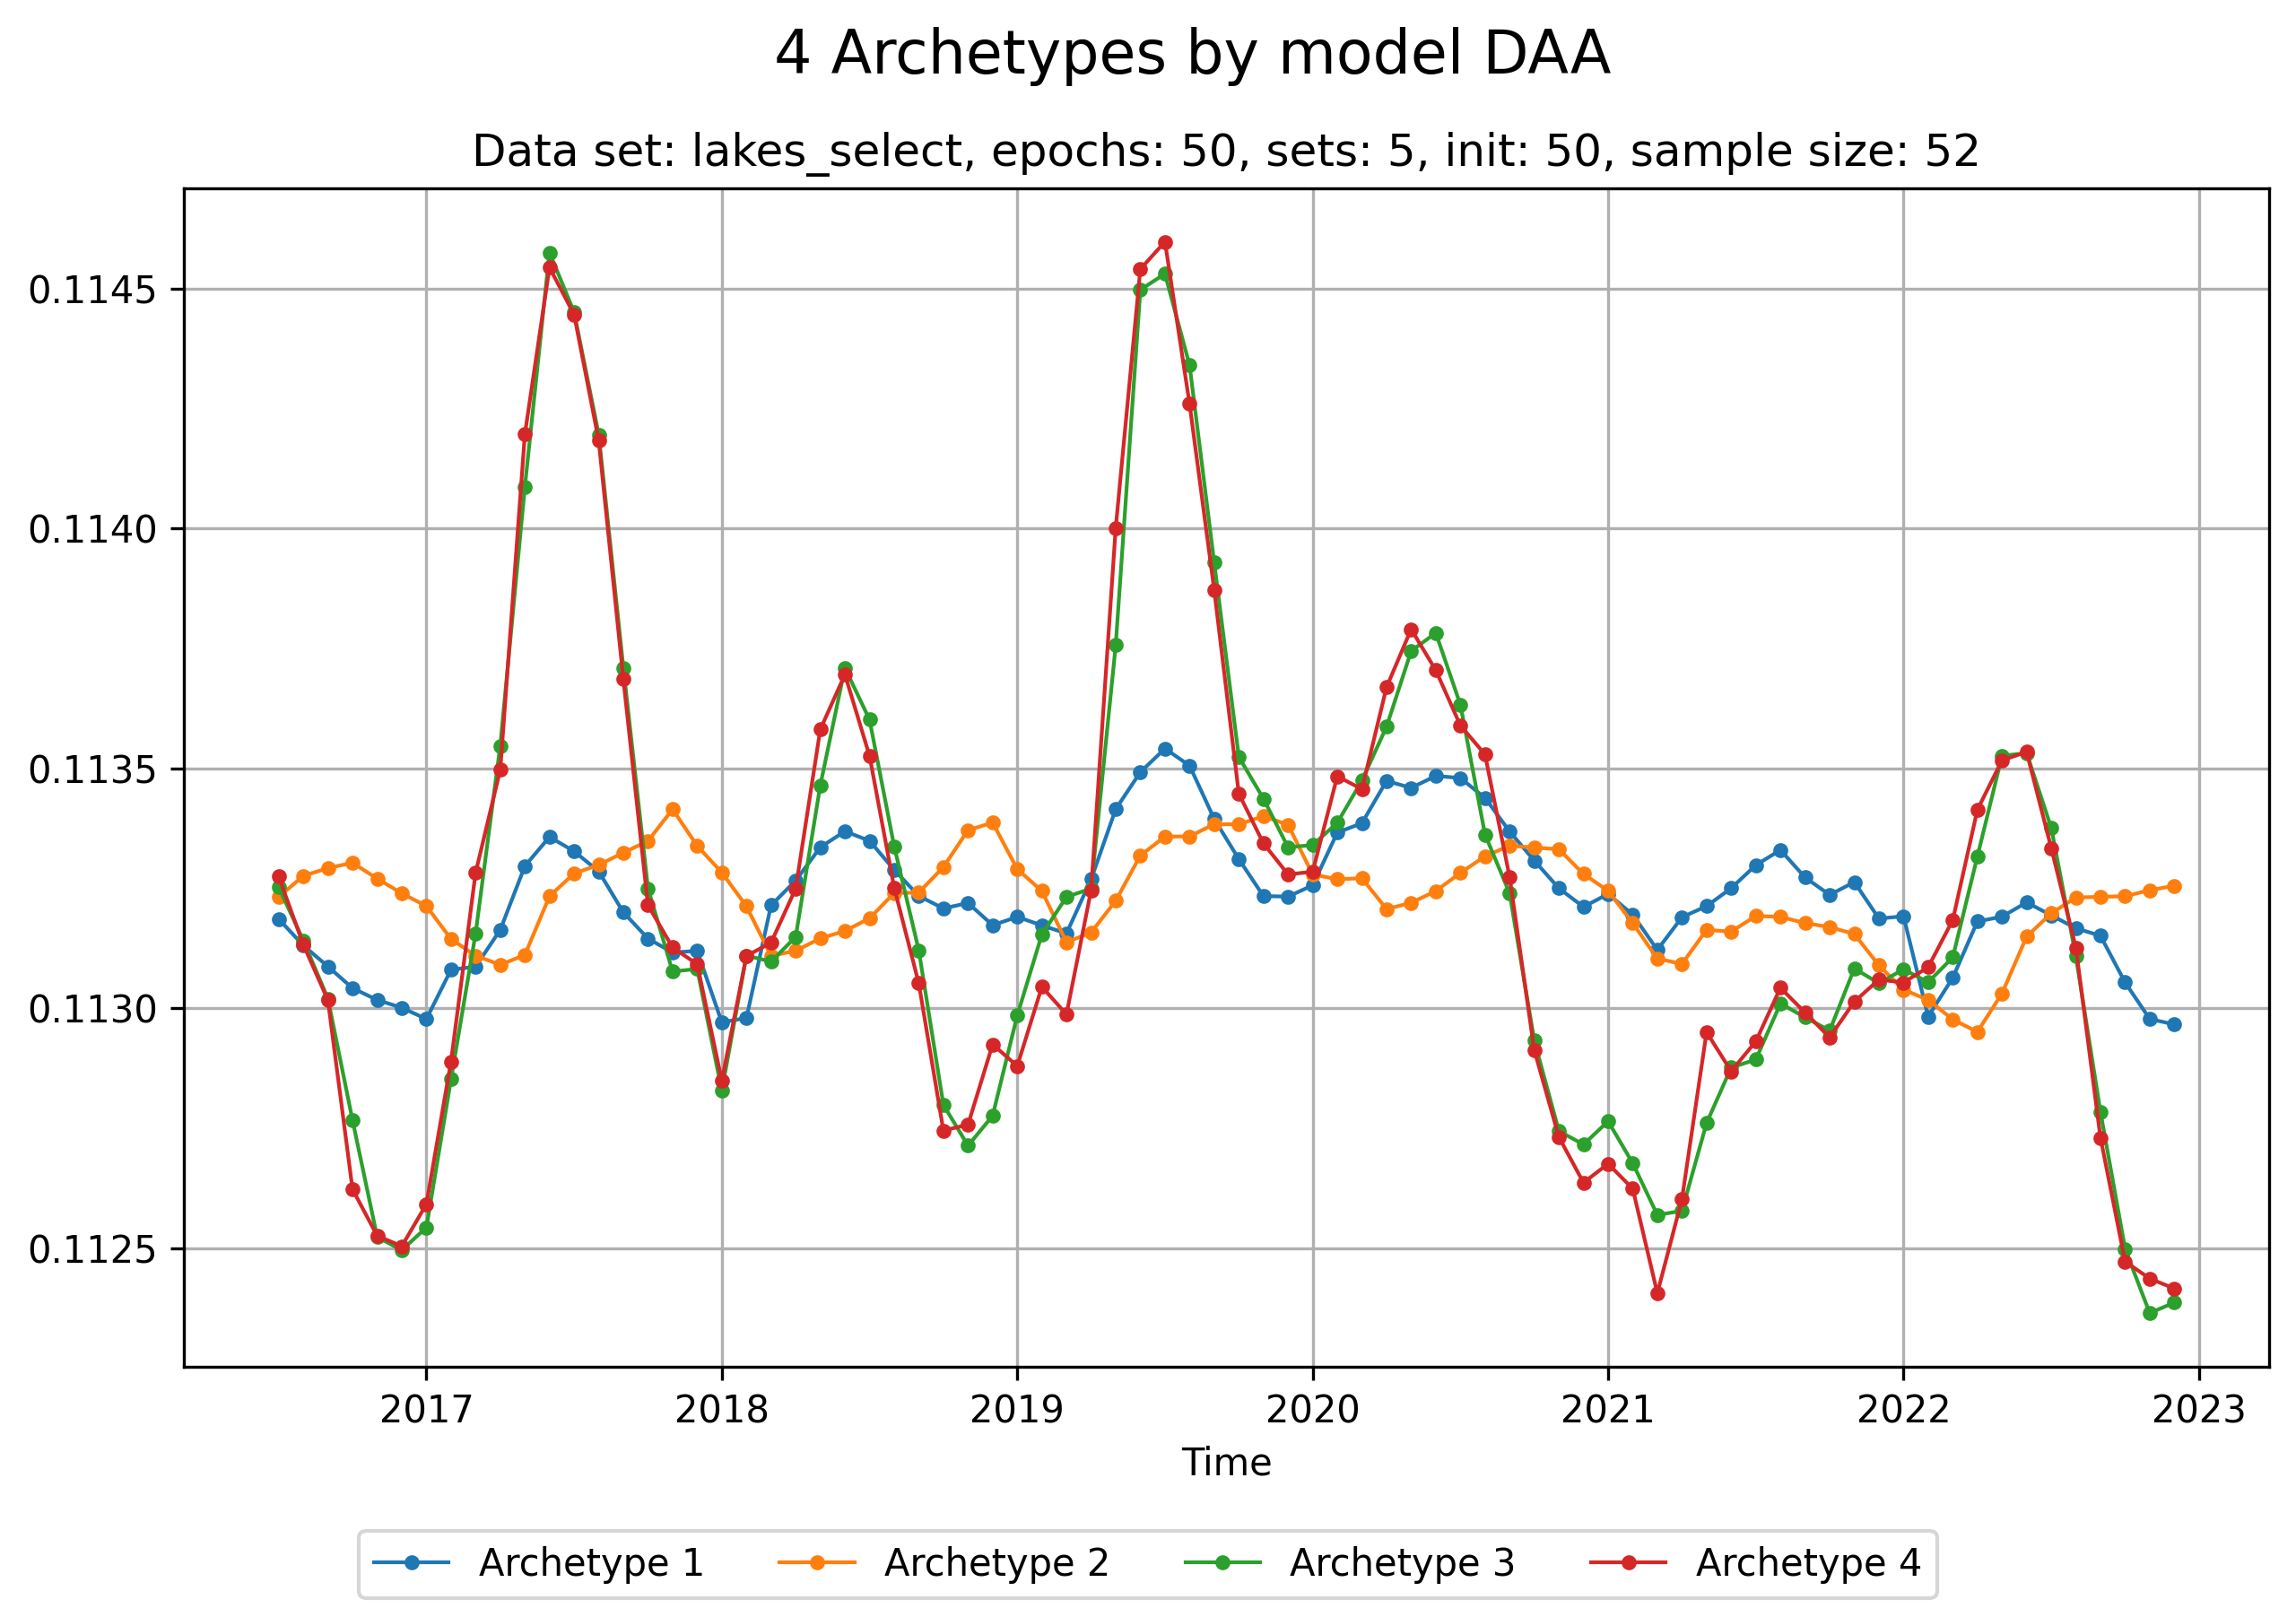 4 Archetypes by model DAA
Data set: lakes_select, epochs: 50, sets: 5, init: 50, sample size: 52
0.1145
0.1140
0.1135
0.1130
0.1125
2017 2018 2019 2020 2021 2022 2023
Time
Archetype 1 Archetype 2 Archetype 3 Archetype 4